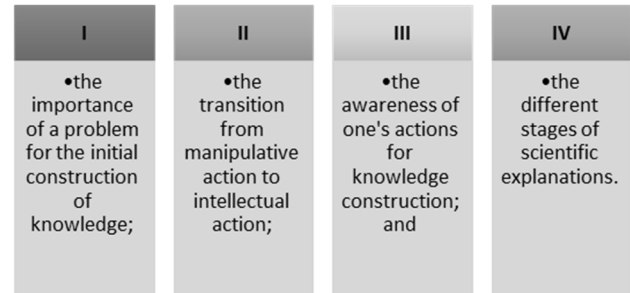 I
•the
importance
of a problem
for the initial
construction
of
knowledge;
II
•the
transition
from
manipulative
action to
intellectual
action;
III
•the
awareness of
one's actions
for
knowledge
construction;
and
IV
•the
different
stages of
scientific
explanations.